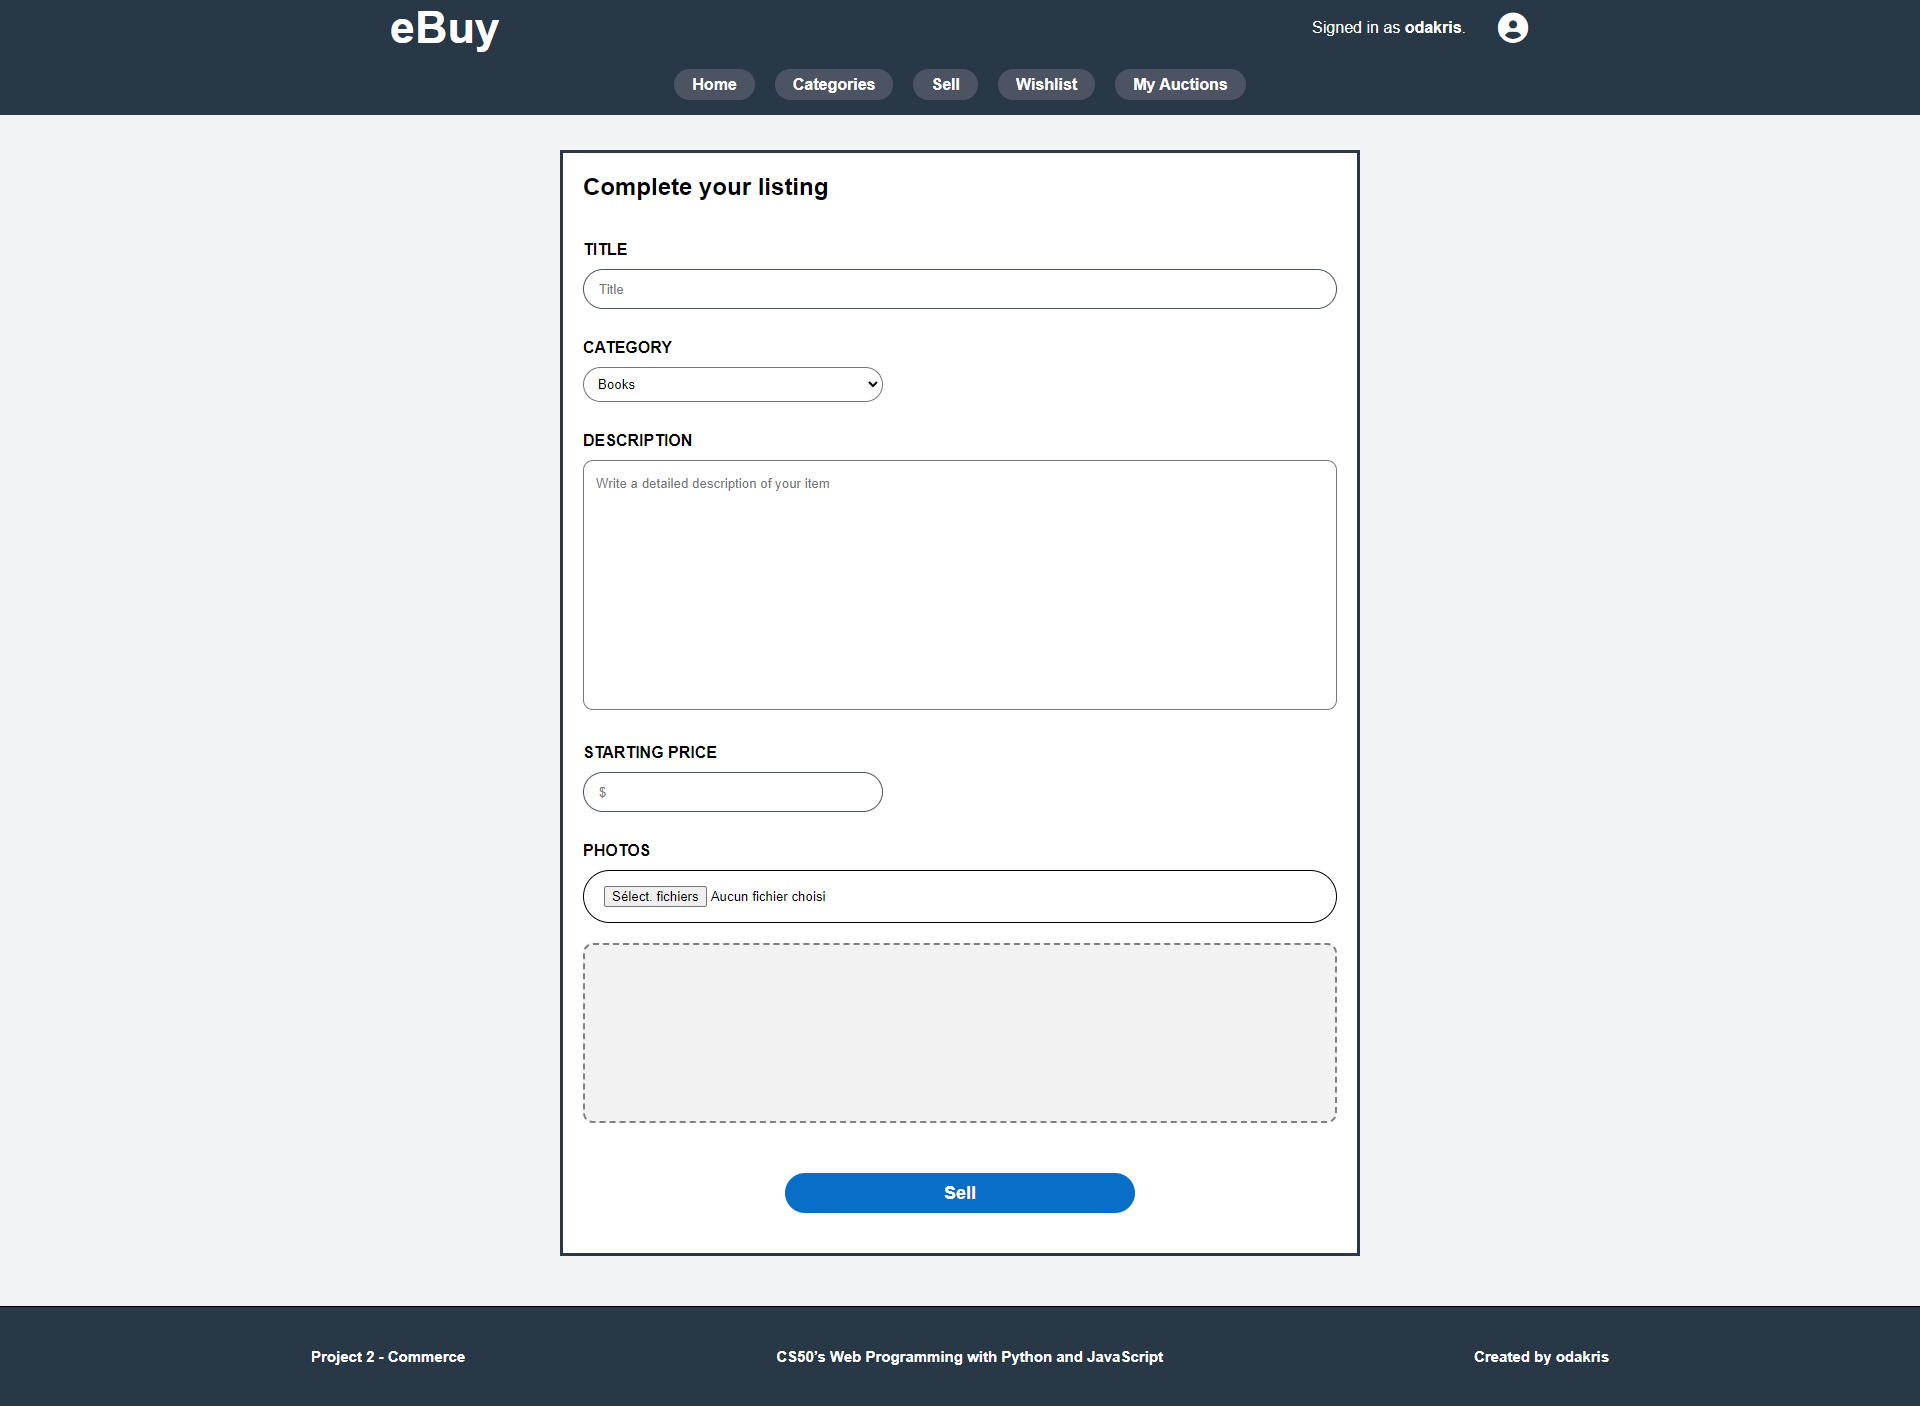 eBuy
Signed in as odakris.
Home Categories Sell Wishlist My Auctions
Complete your listing
TITLE
Title
CATEGORY
Books
DESCRIPTION
Write a detailed description of your item
STARTING PRICE
$
PHOTOS
Sélect. fichiers Aucun fichier choisi
Sell
Project 2 - Commerce CS50’s Web Programming with Python and JavaScript Created by odakris